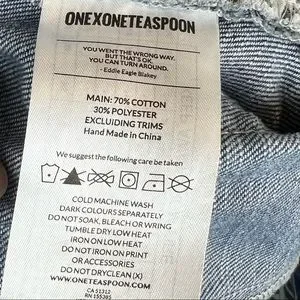 ONEXONETEASPOON
YOU WENT THE WRONG WAY.
BUT THAT'S OK.
YOU CAN TURN AROUND.
- Eddie Eagle Blakey
MAIN: 70% COTTON
30% POLYESTER
EXCLUDING TRIMS
Hand Made in China
We suggest the following care be taken
COLD MACHINE WASH
DARK COLOURS SEPARATELY
DO NOT SOAK, BLEACH OR WRING
TUMBLE DRY LOW HEAT
IRON ON LOW HEAT
DO NOT IRON ON PRINT
OR ACCESSORIES
DO NOT DRYCLEAN (X)
WWW.ONETEASPOON.COM
CA 51312
RN 155385